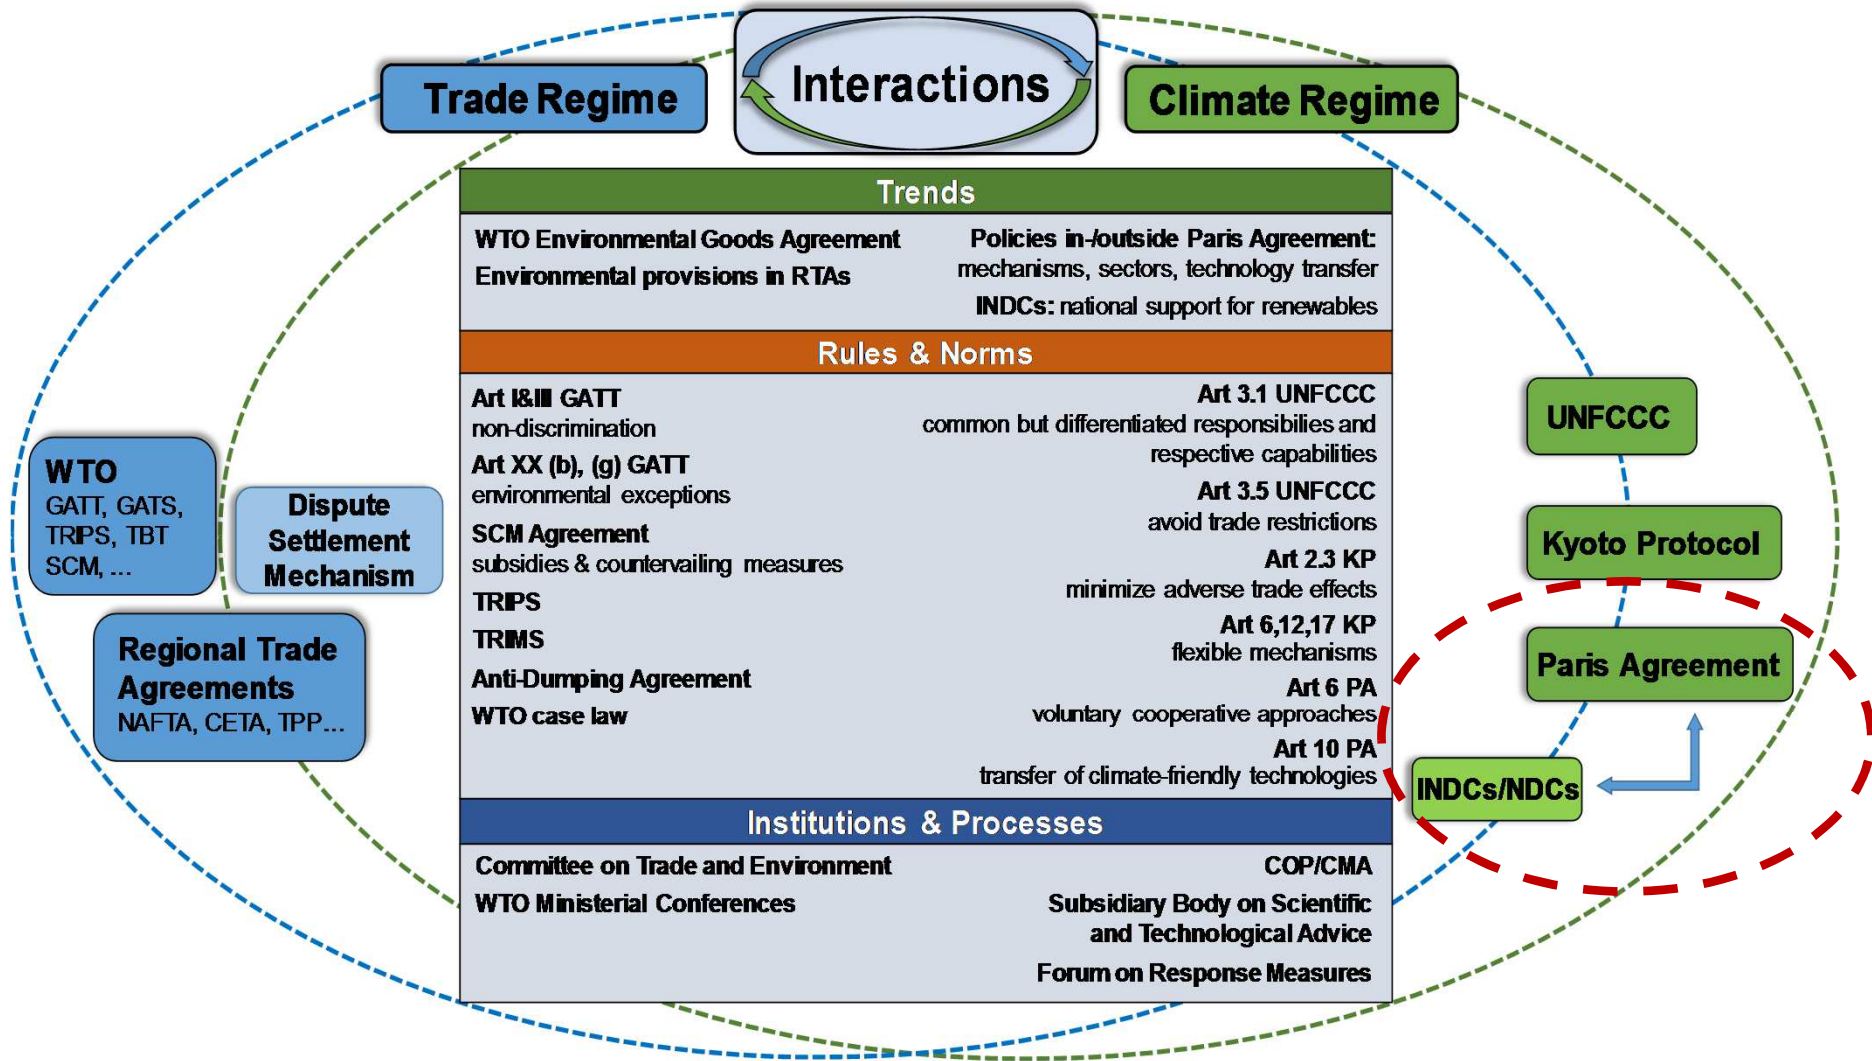 Trade Regime
Interactions
Climate Regime
Trends
WTO Environmental Goods Agreement
Environmental provisions in RTAs
Policies in-/outside Paris Agreement:
mechanisms, sectors, technology transfer
INDCs: national support for renewables
Rules & Norms
Art I&III GATT
non-discrimination
Art XX (b), (g) GATT
environmental exceptions
SCM Agreement
subsidies & countervailing measures
TRIPS
TRIMS
Anti-Dumping Agreement
WTO case law
Art 3.1 UNFCCC
common but differentiated responsibilies and
respective capabilities
Art 3.5 UNFCCC
avoid trade restrictions
Art 2.3 KP
minimize adverse trade effects
Art 6,12,17 KP
flexible mechanisms
Art 6 PA
voluntary cooperative approaches
Art 10 PA
transfer of climate-friendly technologies
Institutions & Processes
Committee on Trade and Environment
WTO Ministerial Conferences
COP/CMA
Subsidiary Body on Scientific
and Technological Advice
Forum on Response Measures
WTO
GATT, GATS,
TRIPS, TBT
SCM, ...
Dispute
Settlement
Mechanism
Regional Trade
Agreements
NAFTA, CETA, TPP...
UNFCCC
Kyoto Protocol
Paris Agreement
INDCs/NDCs